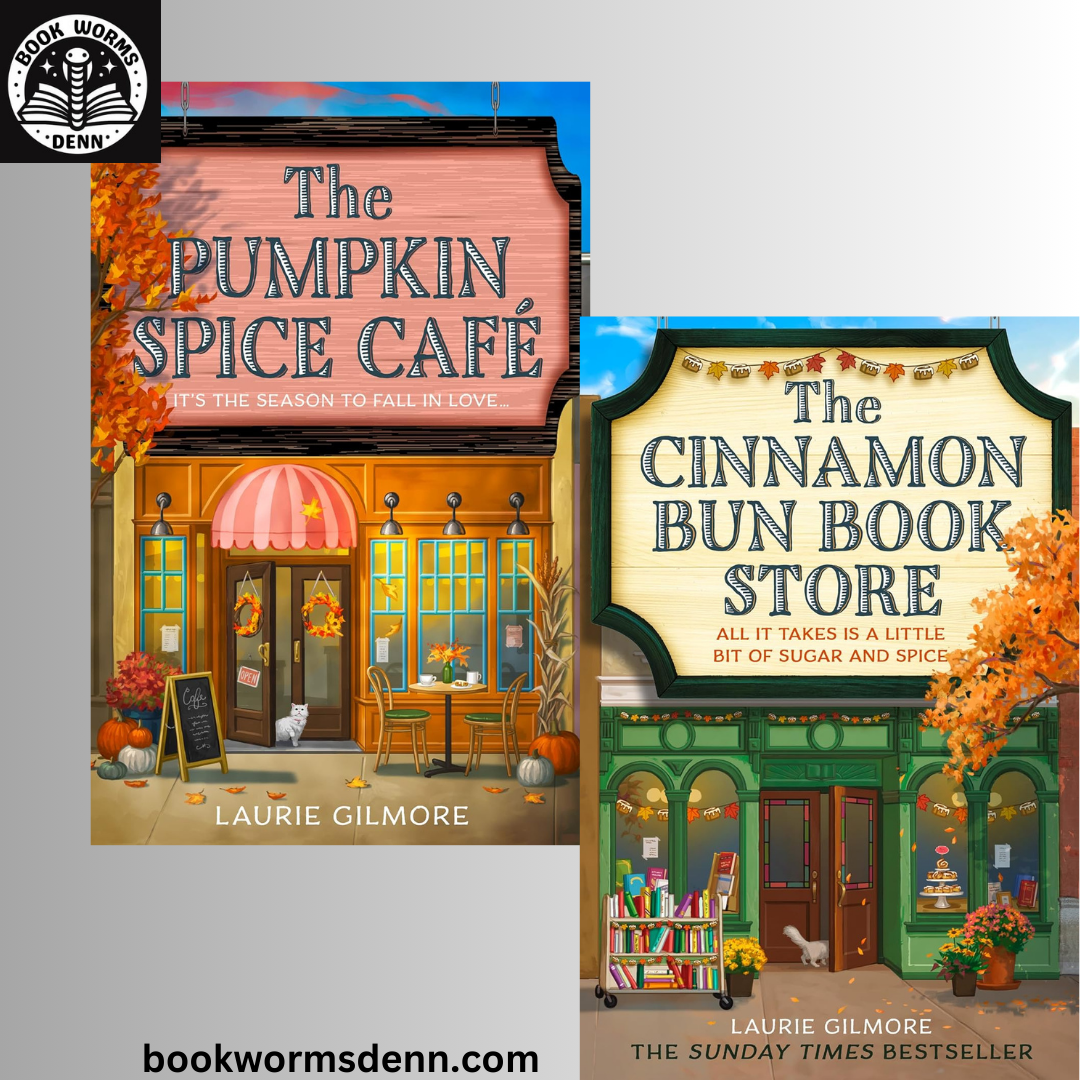 BOOK WORMS
DENN
The
PUMPKIN
SPICE CAFÉ
IT'S THE SEASON TO FALL IN LOVE...
Café
OPEN
LAURIE GILMORE
The
CINNAMON
BUN BOOK
STORE
ALL IT TAKES IS A LITTLE
BIT OF SUGAR AND SPICE
LAURIE GILMORE
THE SUNDAY TIMES BESTSELLER
bookwormsdenn.com